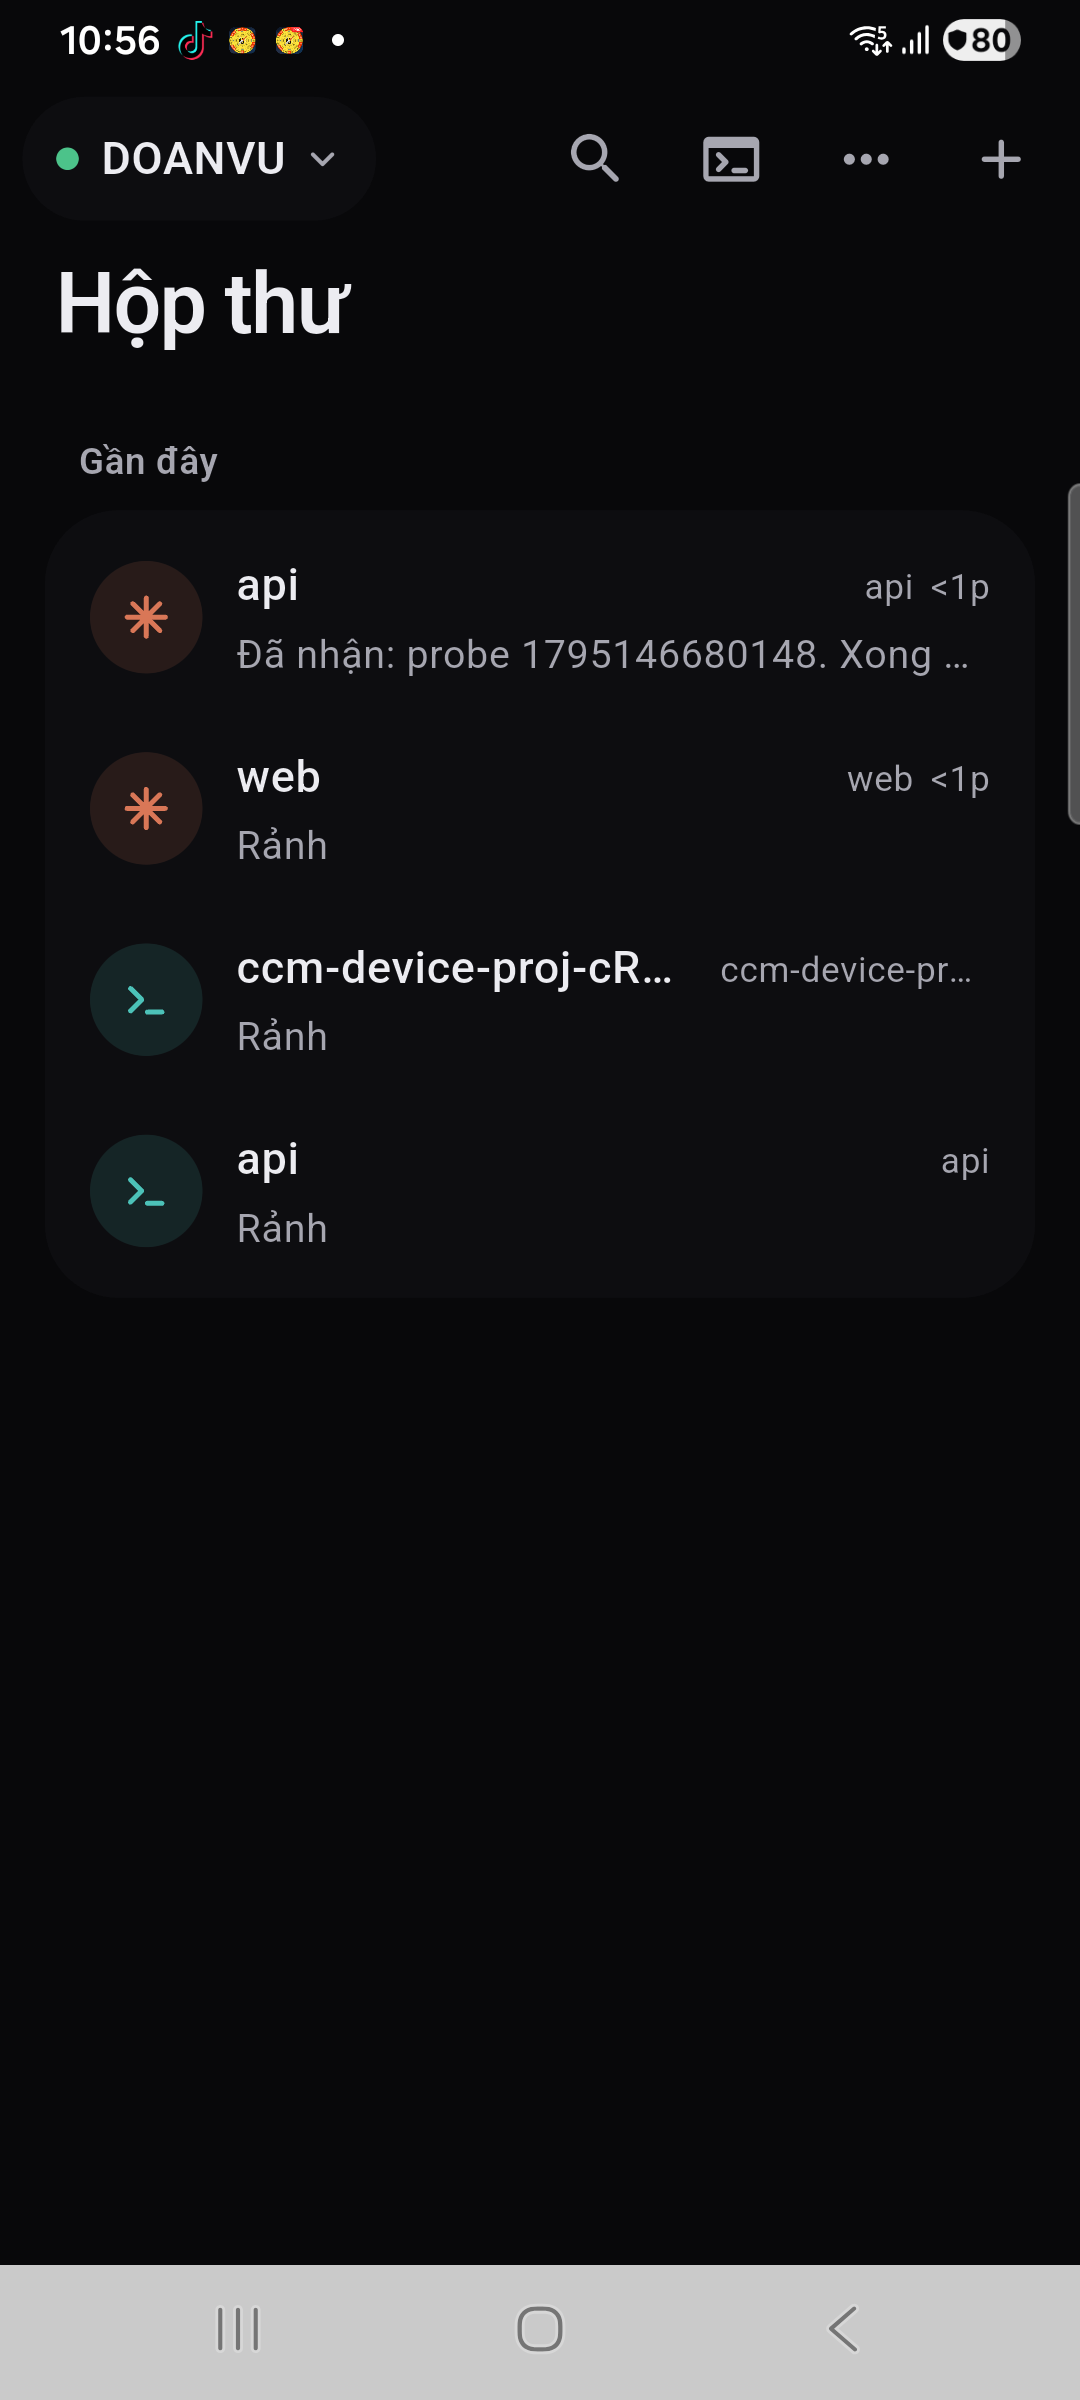 10:56
5
80
DOANVU
Hộp thư
Gần đây
api api <1p
Đã nhận: probe 1795146680148. Xong ...
web web <1p
Rảnh
ccm-device-proj-cR... ccm-device-pr...
Rảnh
api api
Rảnh